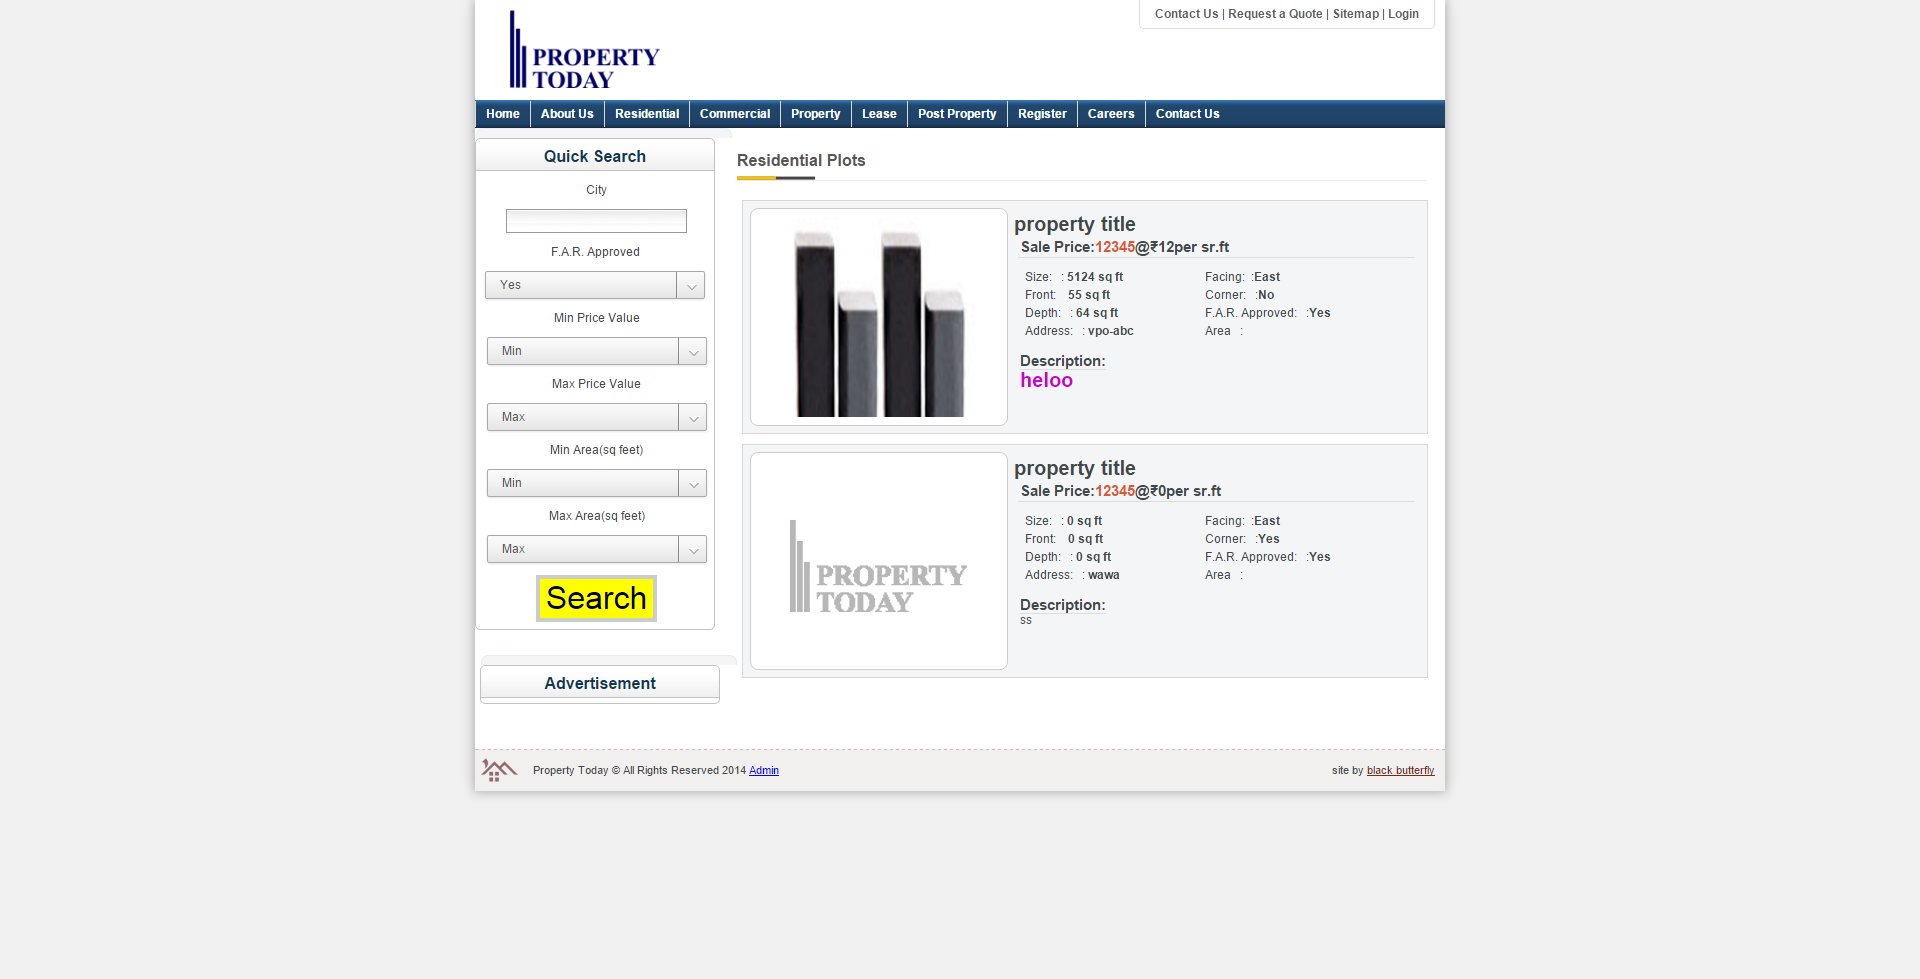 Contact Us | Request a Quote | Sitemap | Login
PROPERTY
TODAY
Home About Us Residential Commercial Property Lease Post Property Register Careers Contact Us
Quick Search
City
F.A.R. Approved
Yes
Min Price Value
Min
Max Price Value
Max
Min Area(sq feet)
Min
Max Area(sq feet)
Max
Search
Advertisement
Residential Plots
property title
Sale Price:12345@₹12per sr.ft
Size: : 5124 sq ft Facing: :East
Front: 55 sq ft Corner: :No
Depth: : 64 sq ft F.A.R. Approved: :Yes
Address: : vpo-abc Area :
Description:
heloo
PROPERTY
TODAY
property title
Sale Price:12345@₹0per sr.ft
Size: : 0 sq ft Facing: :East
Front: 0 sq ft Corner: :Yes
Depth: : 0 sq ft F.A.R. Approved: :Yes
Address: : wawa Area :
Description:
ss
Property Today © All Rights Reserved 2014 Admin
site by black butterfly